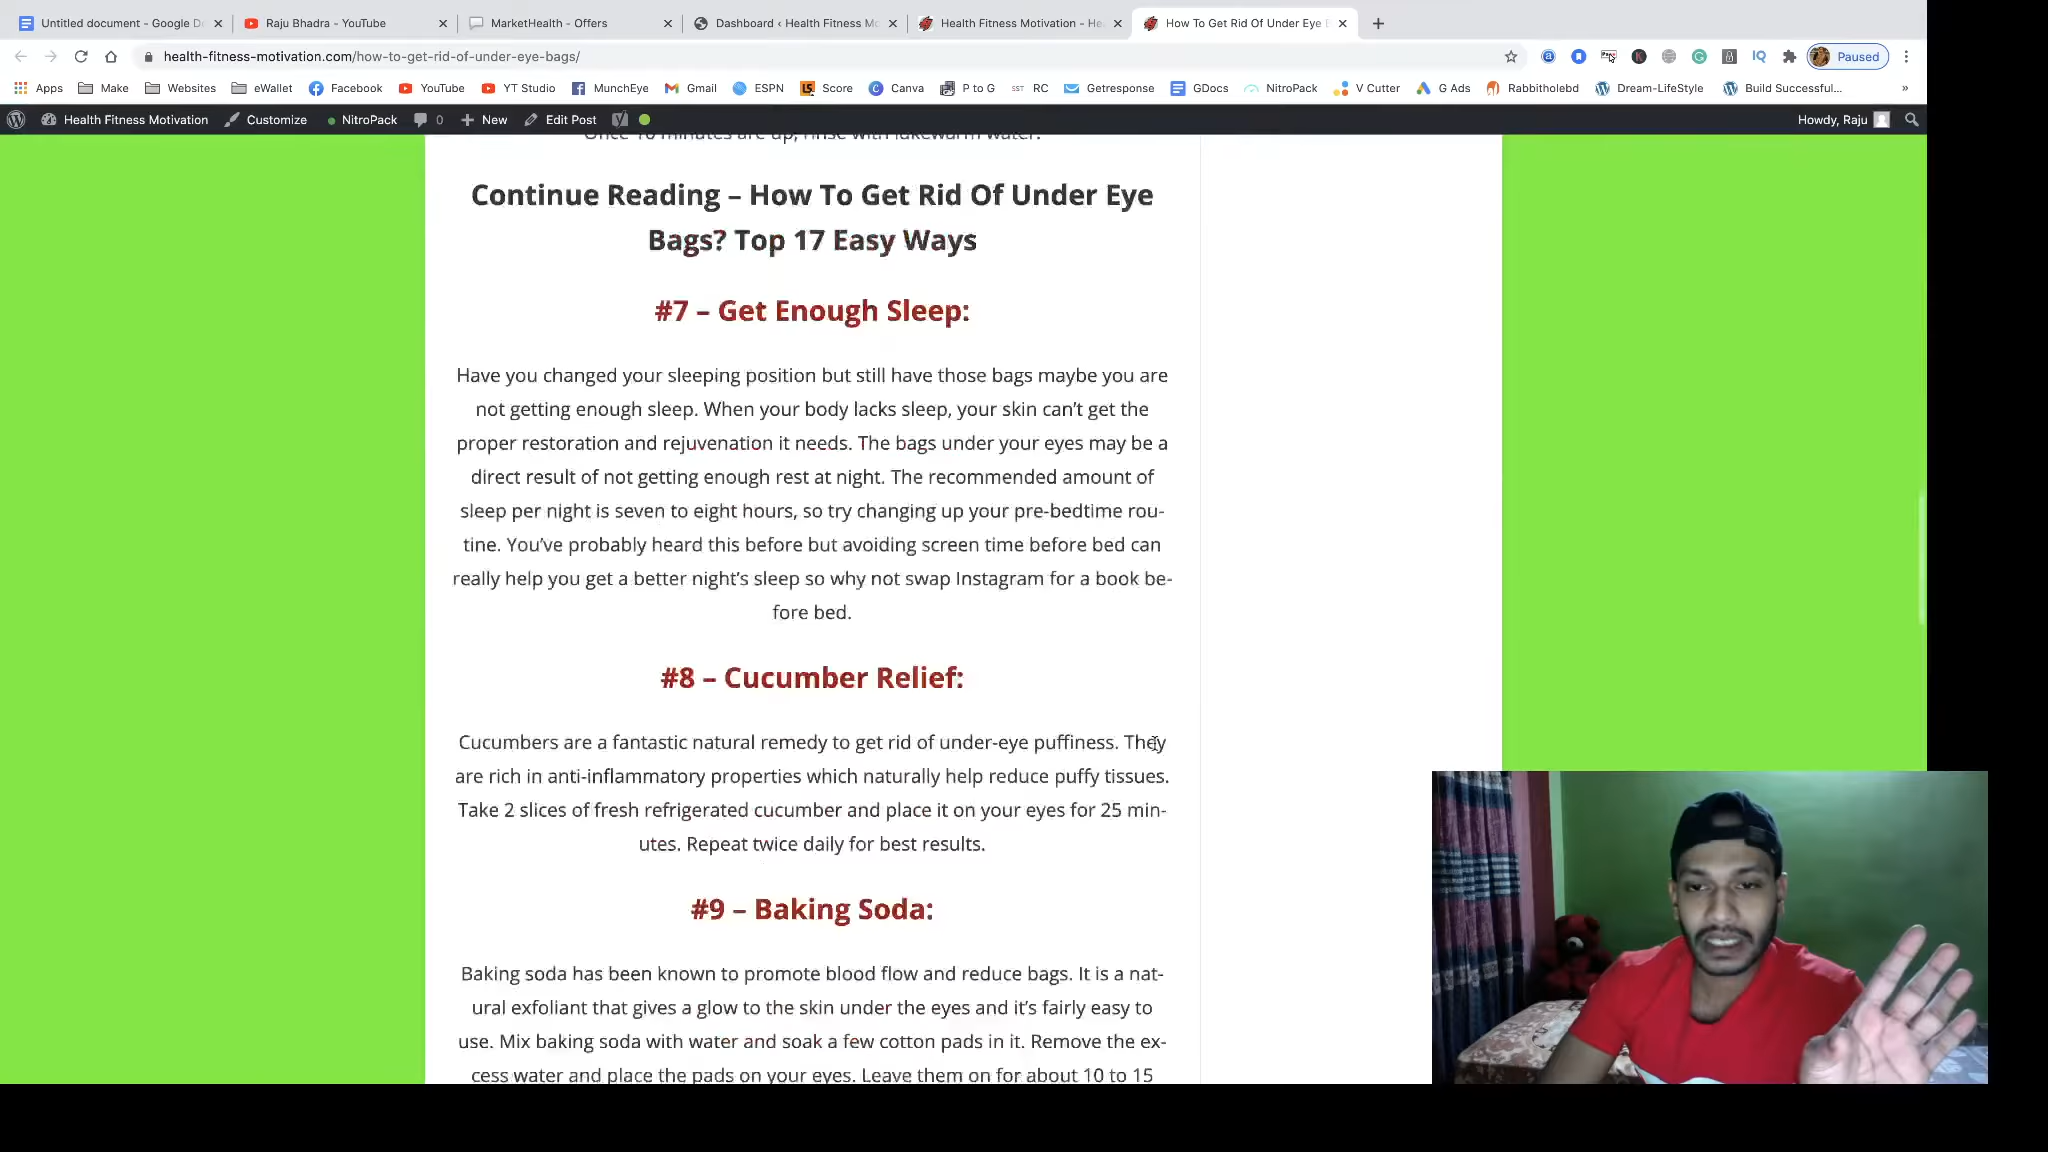 Untitled document - Google D
Raju Bhadra - YouTube
MarketHealth - Offers
Dashboard ‹ Health Fitness Mo
Health Fitness Motivation - He
How To Get Rid Of Under Eye
health-fitness-motivation.com/how-to-get-rid-of-under-eye-bags/
Paused
Apps
Make
Websites
eWallet
Facebook
YouTube
YT Studio
MunchEye
Gmail
ESPN
Score
Canva
P to G
SST
RC
Getresponse
GDocs
NitroPack
V Cutter
G Ads
Rabbitholebd
Dream-LifeStyle
Build Successful...
»
Health Fitness Motivation
Customize
NitroPack
0
New
Edit Post
Howdy, Raju
Once 10 minutes are up, rinse with lukewarm water.
Continue Reading – How To Get Rid Of Under Eye
Bags? Top 17 Easy Ways
#7 – Get Enough Sleep:
Have you changed your sleeping position but still have those bags maybe you are
not getting enough sleep. When your body lacks sleep, your skin can't get the
proper restoration and rejuvenation it needs. The bags under your eyes may be a
direct result of not getting enough rest at night. The recommended amount of
sleep per night is seven to eight hours, so try changing up your pre-bedtime rou-
tine. You've probably heard this before but avoiding screen time before bed can
really help you get a better night's sleep so why not swap Instagram for a book be-
fore bed.
#8 – Cucumber Relief:
Cucumbers are a fantastic natural remedy to get rid of under-eye puffiness. They
are rich in anti-inflammatory properties which naturally help reduce puffy tissues.
Take 2 slices of fresh refrigerated cucumber and place it on your eyes for 25 min-
utes. Repeat twice daily for best results.
#9 – Baking Soda:
Baking soda has been known to promote blood flow and reduce bags. It is a nat-
ural exfoliant that gives a glow to the skin under the eyes and it's fairly easy to
use. Mix baking soda with water and soak a few cotton pads in it. Remove the ex-
cess water and place the pads on your eyes. Leave them on for about 10 to 15